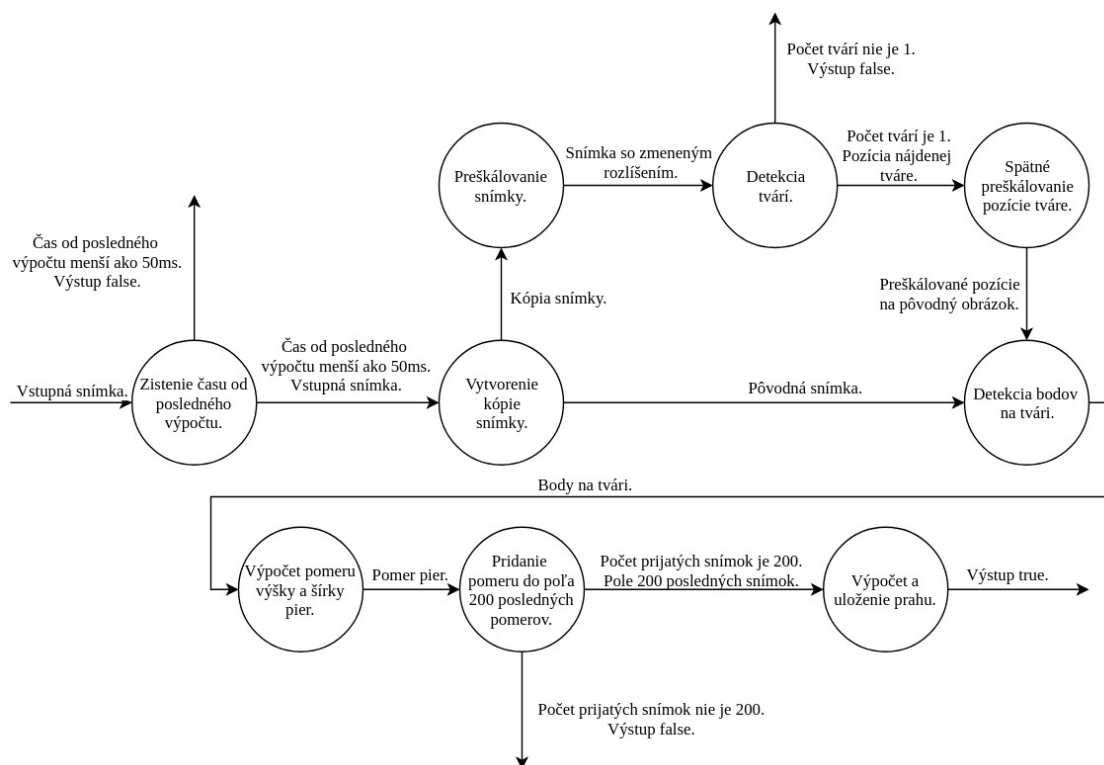 Počet tvárí nie je 1.
Výstup false.
Preškálovanie
snímky.
Snímka so zmeneným
rozlíšením.
Detekcia
tvárí.
Počet tvárí je 1.
Pozícia nájdenej
tváre.
Spätné
preškálovanie
pozície tváre.
Čas od posledného
výpočtu menší ako 50ms.
Výstup false.
Kópia snímky.
Preškálované pozície
na pôvodný obrázok.
Vstupná snímka.
Zistenie času od
posledného
výpočtu.
Čas od posledného
výpočtu menší ako 50ms.
Vstupná snímka.
Vytvorenie
kópie
snímky.
Pôvodná snímka.
Detekcia bodov
na tvári.
Body na tvári.
Výpočet pomeru
výšky a šírky
pier.
Pomer pier.
Pridanie
pomeru do poľa
200 posledných
pomerov.
Počet prijatých snímok je 200.
Pole 200 posledných snímok.
Výpočet a
uloženie prahu.
Výstup true.
Počet prijatých snímok nie je 200.
Výstup false.